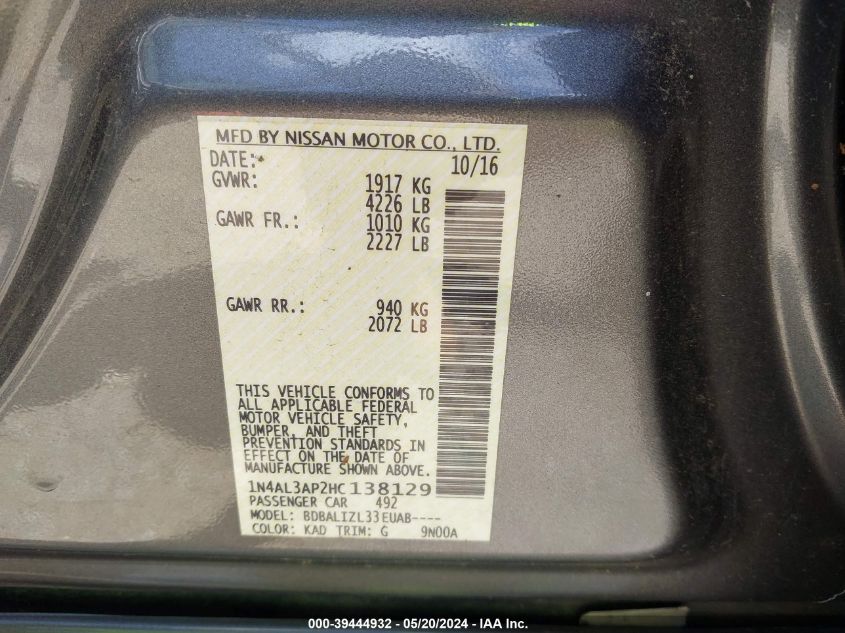 MFD BY NISSAN MOTOR CO., LTD.
DATE: 10/16
GVWR: 1917 KG
4226 LB
GAWR FR.: 1010 KG
2227 LB
GAWR RR.: 940 KG
2072 LB
THIS VEHICLE CONFORMS TO
ALL APPLICABLE FEDERAL
MOTOR VEHICLE SAFETY,
BUMPER, AND THEFT
PREVENTION STANDARDS IN
EFFECT ON THE DATE OF
MANUFACTURE SHOWN ABOVE.
1N4AL3AP2HC138129
PASSENGER CAR 492
MODEL: BDBALIZL33EUAB----
COLOR: KAD TRIM: G 9N00A
000-39444932 - 05/20/2024 - IAA Inc.